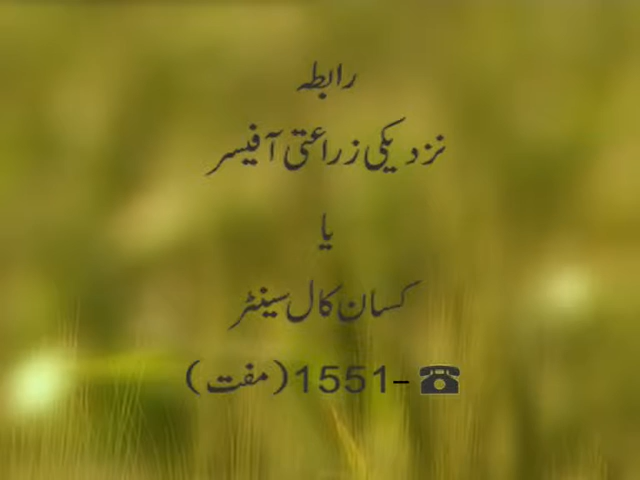 رابطہ
نزدیکی زراعتی آفیسر
یا
کسان کال سینٹر
☎ -1551(مفت)